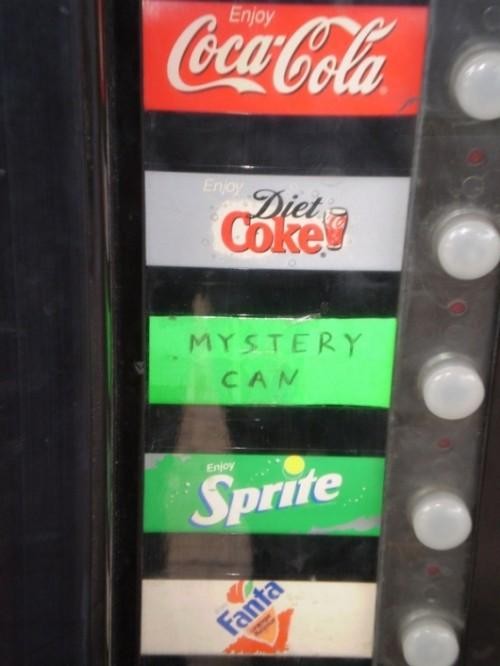 Enjoy
Coca-Cola
Enjoy
Diet
Coke
MYSTERY
CAN
Enjoy
Sprite
Fanta